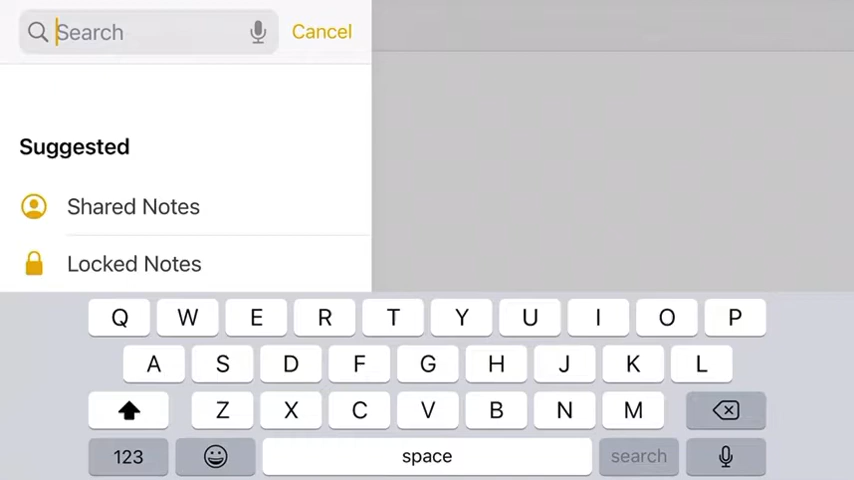 Search
Cancel
Suggested
Shared Notes
Locked Notes
Q W E R T Y U I O P
A S D F G H J K L
Z X C V B N M
123 space search